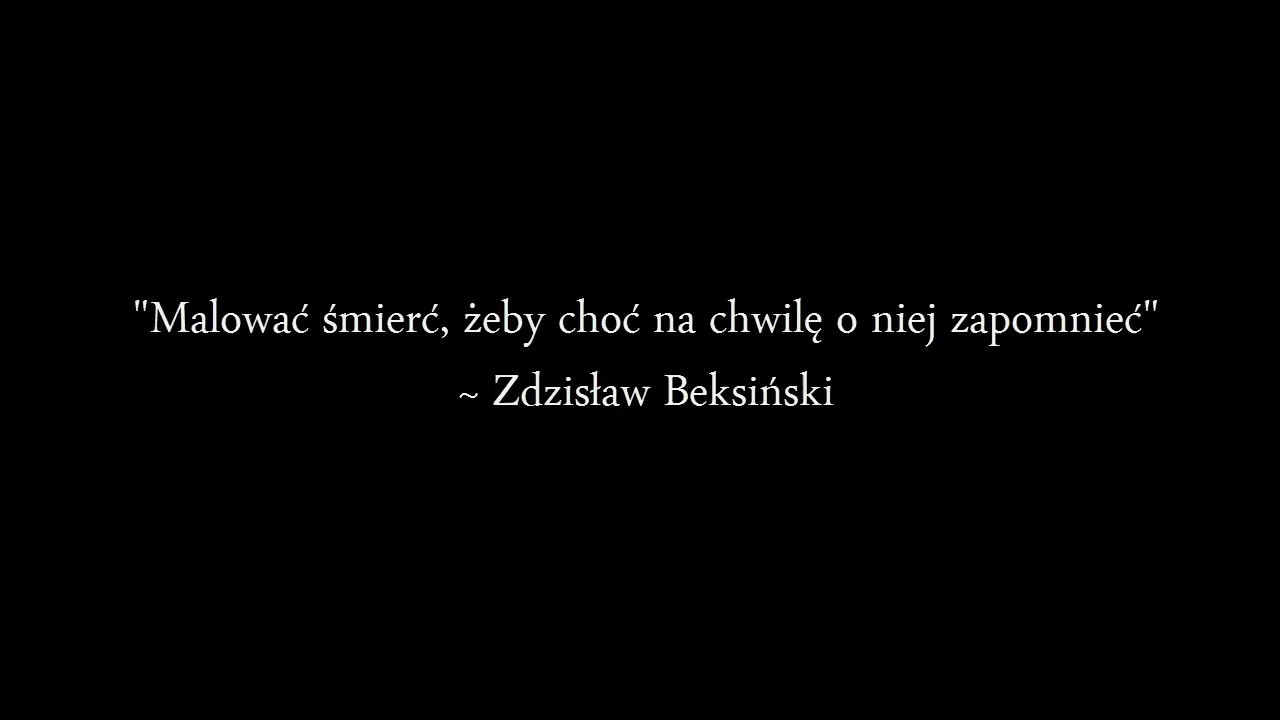 "Malować śmierć, żeby choć na chwilę o niej zapomnieć"
~ Zdzisław Beksiński